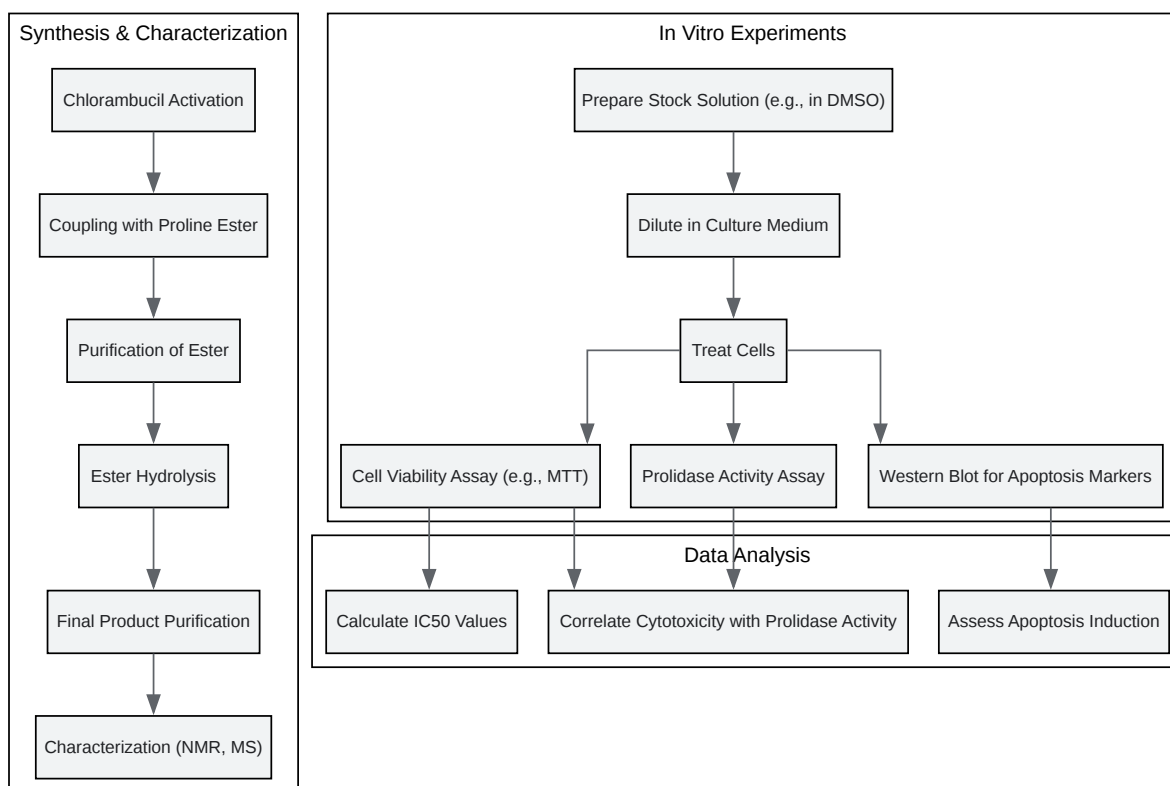 Synthesis & Characterization
Chlorambucil Activation
Coupling with Proline Ester
Purification of Ester
Ester Hydrolysis
Final Product Purification
Characterization (NMR, MS)
In Vitro Experiments
Prepare Stock Solution (e.g., in DMSO)
Dilute in Culture Medium
Treat Cells
Cell Viability Assay (e.g., MTT)
Prolidase Activity Assay
Western Blot for Apoptosis Markers
Data Analysis
Calculate IC50 Values
Correlate Cytotoxicity with Prolidase Activity
Assess Apoptosis Induction